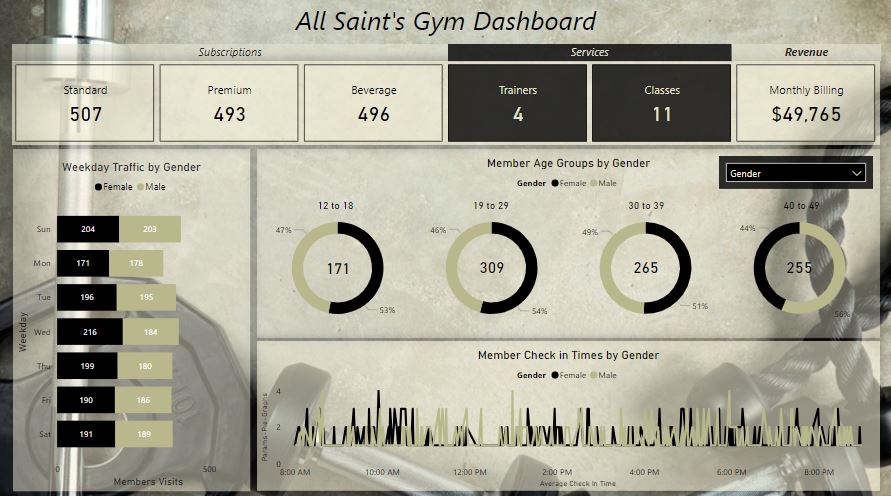 All Saint's Gym Dashboard
Subscriptions Services Revenue
Standard Premium Beverage Trainers Classes Monthly Billing
507 493 496 4 11 $49,765
Weekday Traffic by Gender
Female Male
Weekday
Sun 204 203
Mon 171 178
Tue 196 195
Wed 216 184
Thu 199 180
Fri 190 186
Sat 191 189
0 500
Members Visits
Member Age Groups by Gender
Gender Female Male
Gender
12 to 18 19 to 29 30 to 39 40 to 49
47% 46% 49% 44%
171 309 265 255
53% 54% 51% 56%
Member Check in Times by Gender
Gender Female Male
4
2
0
8:00 AM 10:00 AM 12:00 PM 2:00 PM 4:00 PM 6:00 PM 8:00 PM
Average Check In Time